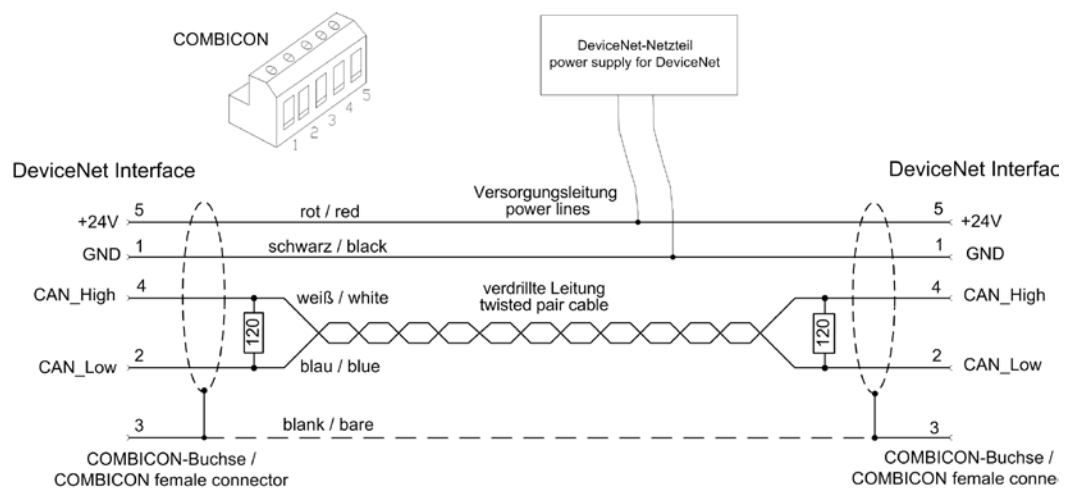 COMBICON
1 2 3 4 5
DeviceNet-Netzteil
power supply for DeviceNet
DeviceNet Interface
DeviceNet Interfac
Versorgungsleitung
power lines
+24V 5 rot / red 5 +24V
GND 1 schwarz / black 1 GND
CAN_High 4 weiß / white 4 CAN_High
verdrillte Leitung
twisted pair cable
120 120
CAN_Low 2 blau / blue 2 CAN_Low
3 blank / bare 3
COMBICON-Buchse /
COMBICON female connector
COMBICON-Buchse /
COMBICON female conne